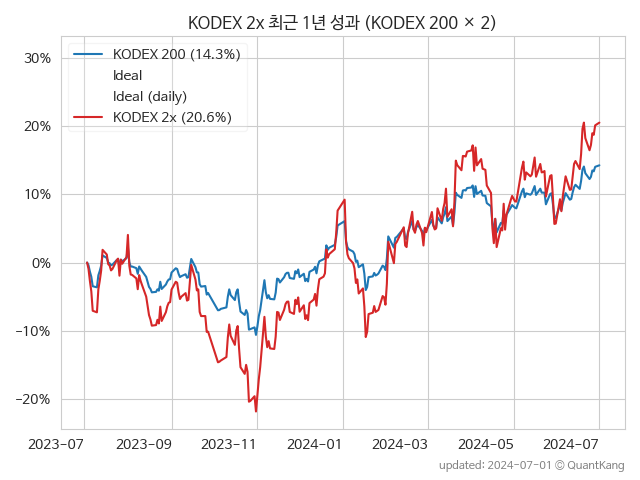 KODEX 2x 최근 1년 성과 (KODEX 200 × 2)
KODEX 200 (14.3%)
Ideal
Ideal (daily)
KODEX 2x (20.6%)
30%
20%
10%
0%
−10%
−20%
2023-07
2023-09
2023-11
2024-01
2024-03
2024-05
2024-07
updated: 2024-07-01 © QuantKang